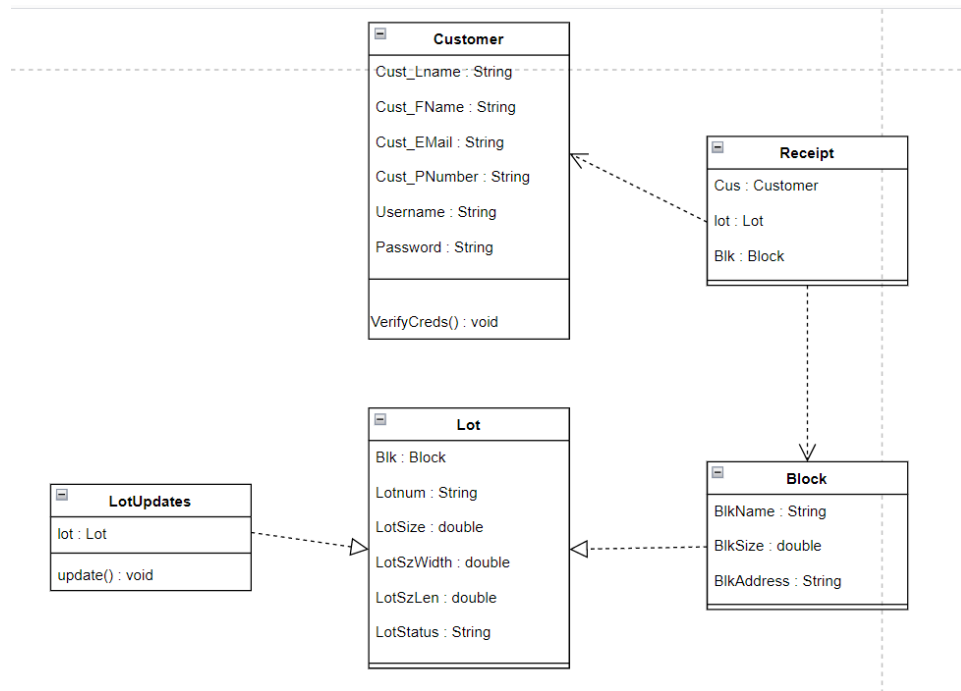 Customer
Cust_Lname : String
Cust_FName : String
Cust_EMail : String
Cust_PNumber : String
Username : String
Password : String
VerifyCreds() : void
Receipt
Cus : Customer
lot : Lot
Blk : Block
Lot
Blk : Block
Lotnum : String
LotSize : double
LotSzWidth : double
LotSzLen : double
LotStatus : String
LotUpdates
lot : Lot
update() : void
Block
BlkName : String
BlkSize : double
BlkAddress : String